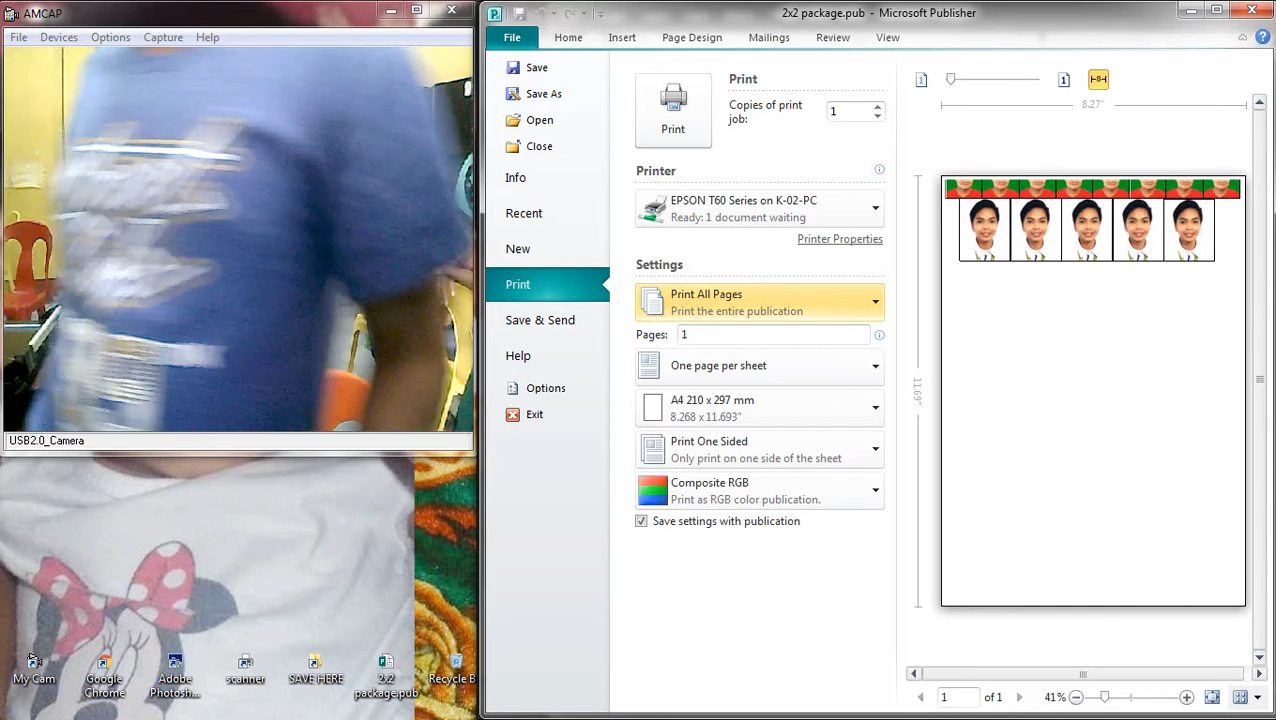 AMCAP
File Devices Options Capture Help
USB2.0_Camera
My Cam
Google Chrome
Adobe Photosh...
scanner
SAVE HERE
2x2 package.pub
Recycle B
2x2 package.pub - Microsoft Publisher
File Home Insert Page Design Mailings Review View
Save
Save As
Open
Close
Info
Recent
New
Print
Save & Send
Help
Options
Exit
Print
Print
Copies of print job:
1
Printer
EPSON T60 Series on K-02-PC
Ready: 1 document waiting
Printer Properties
Settings
Print All Pages
Print the entire publication
Pages: 1
One page per sheet
A4 210 x 297 mm
8.268 x 11.693"
Print One Sided
Only print on one side of the sheet
Composite RGB
Print as RGB color publication.
Save settings with publication
1
1
8.27"
11.69"
1 of 1
41%